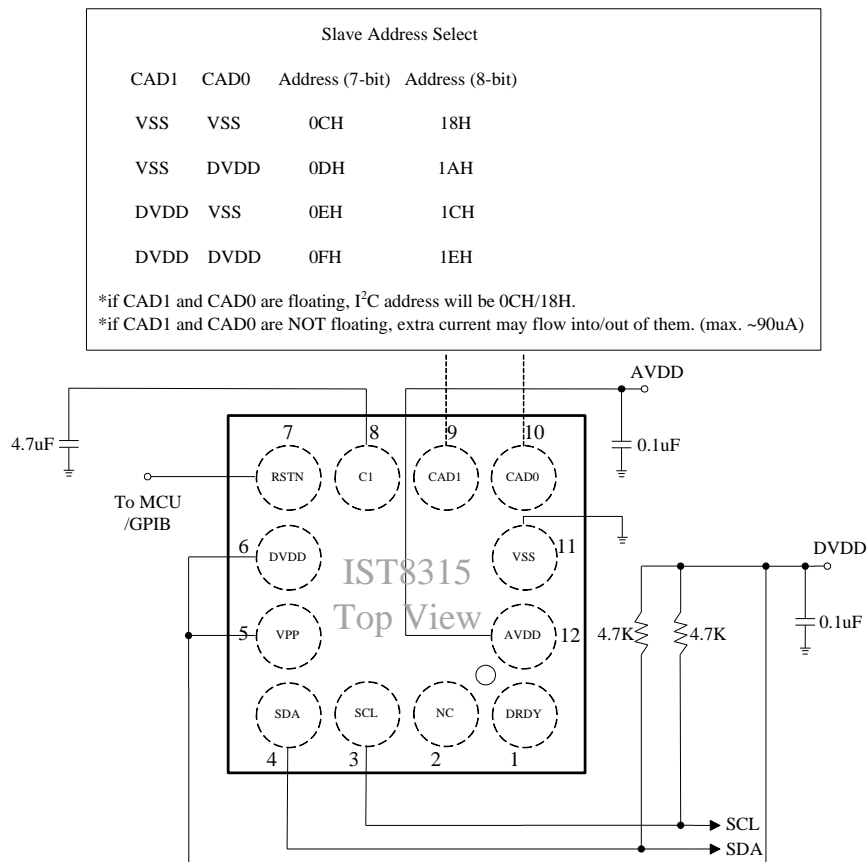 Slave Address Select
CAD1 CAD0 Address (7-bit) Address (8-bit)
VSS VSS 0CH 18H
VSS DVDD 0DH 1AH
DVDD VSS 0EH 1CH
DVDD DVDD 0FH 1EH
*if CAD1 and CAD0 are floating, I²C address will be 0CH/18H.
*if CAD1 and CAD0 are NOT floating, extra current may flow into/out of them. (max. ~90uA)
AVDD
4.7uF
7 8 9 10
0.1uF
RSTN C1 CAD1 CAD0
To MCU
/GPIB
6 DVDD
VSS 11
DVDD
IST8315
Top View
5 VPP
AVDD 12
4.7K 4.7K
0.1uF
SDA SCL NC DRDY
4 3 2 1
SCL
SDA